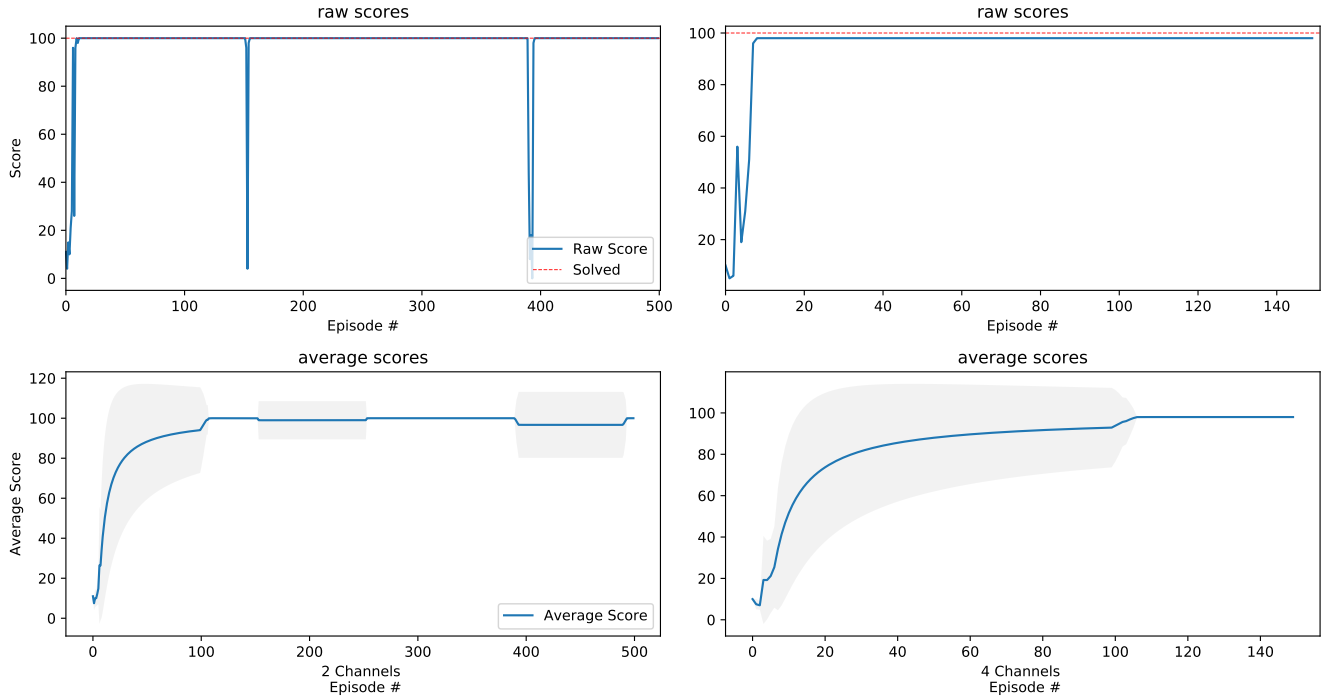 raw scores
Score
100
80
60
40
20
0
Raw Score
Solved
0 100 200 300 400 500
Episode #
raw scores
100
80
60
40
20
0 20 40 60 80 100 120 140
Episode #
average scores
Average Score
120
100
80
60
40
20
0
Average Score
0 100 200 300 400 500
2 Channels
Episode #
average scores
100
80
60
40
20
0
0 20 40 60 80 100 120 140
4 Channels
Episode #